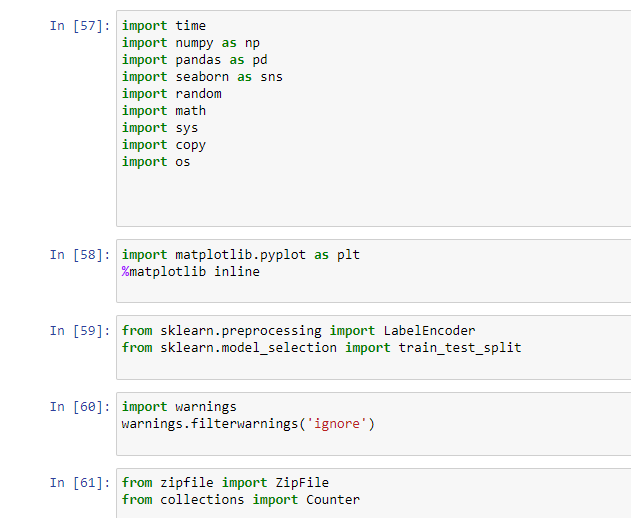 In [57]: import time
import numpy as np
import pandas as pd
import seaborn as sns
import random
import math
import sys
import copy
import os
In [58]: import matplotlib.pyplot as plt
%matplotlib inline
In [59]: from sklearn.preprocessing import LabelEncoder
from sklearn.model_selection import train_test_split
In [60]: import warnings
warnings.filterwarnings('ignore')
In [61]: from zipfile import ZipFile
from collections import Counter